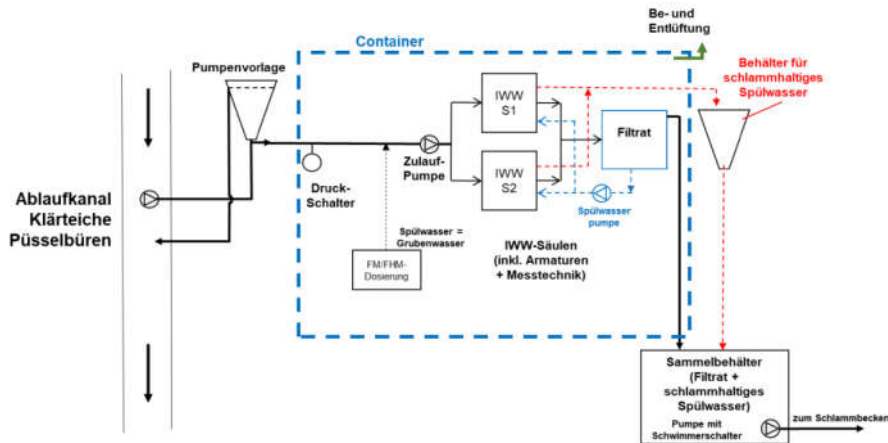 Be- und
Entlüftung
Container
Pumpenvorlage
Behälter für
schlammhaltiges
Spülwasser
IWW
S1
Filtrat
Zulauf-
Pumpe
Druck-
Schalter
IWW
S2
Ablaufkanal
Klärteiche
Püsselbüren
Spülwasser
pumpe
Spülwasser =
Grubenwasser
IWW-Säulen
(inkl. Armaturen
+ Messtechnik)
FM/FHM-
Dosierung
Sammelbehälter
(Filtrat +
schlammhaltiges
Spülwasser)
Pumpe mit
Schwimmerschalter
zum Schlammbecken